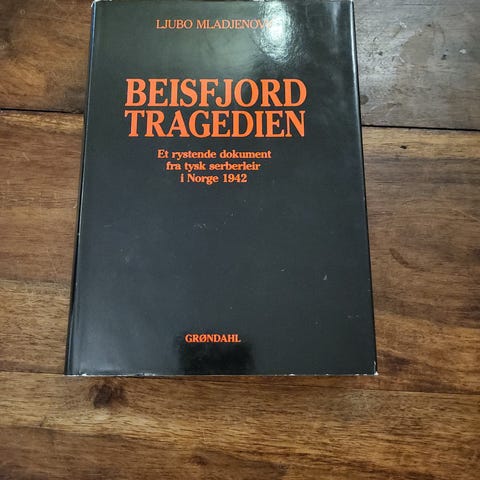 LJUBO MLADJENOV
BEISFJORD
TRAGEDIEN
Et rystende dokument
fra tysk serberleir
i Norge 1942
GRØNDAHL